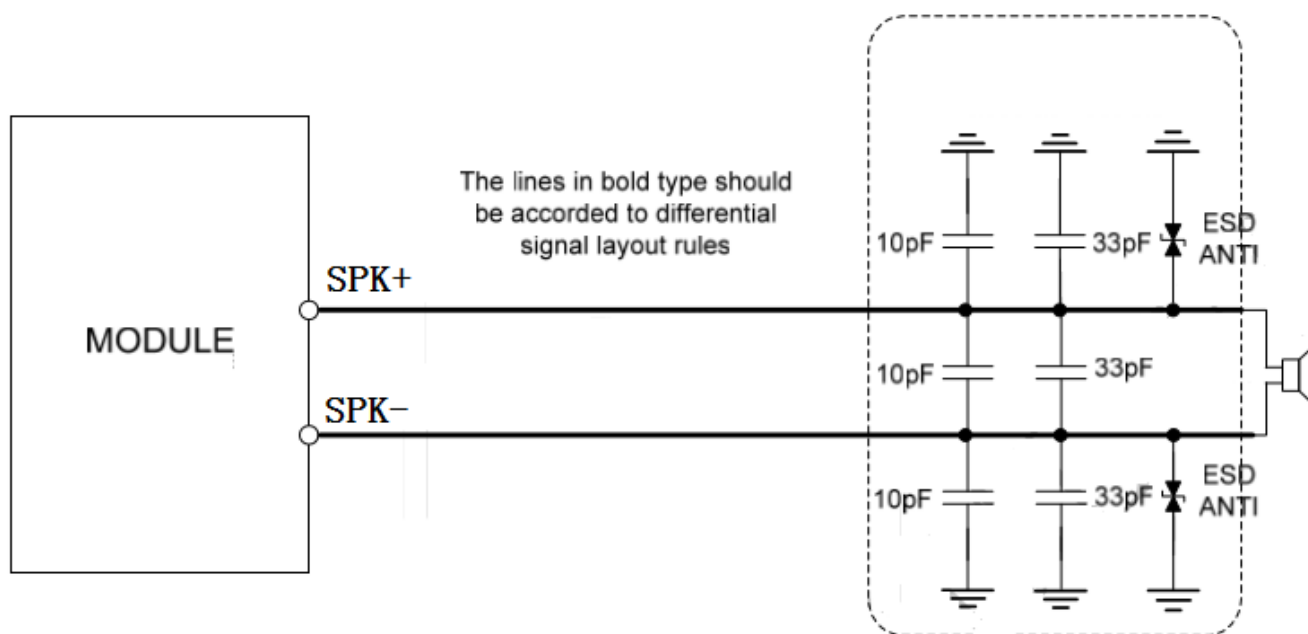 The lines in bold type should
be accorded to differential
signal layout rules
10pF
33pF
ESD
ANTI
SPK+
MODULE
10pF
33pF
SPK-
10pF
33pF
ESD
ANTI